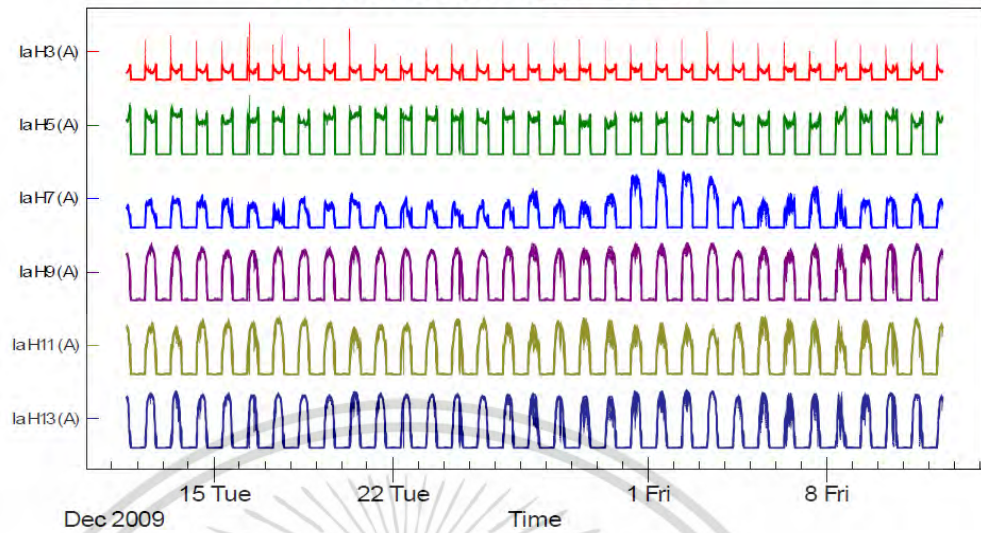 IaH3(A)
IaH5(A)
IaH7(A)
IaH9(A)
IaH11(A)
IaH13(A)
15 Tue 22 Tue 1 Fri 8 Fri
Dec 2009 Time